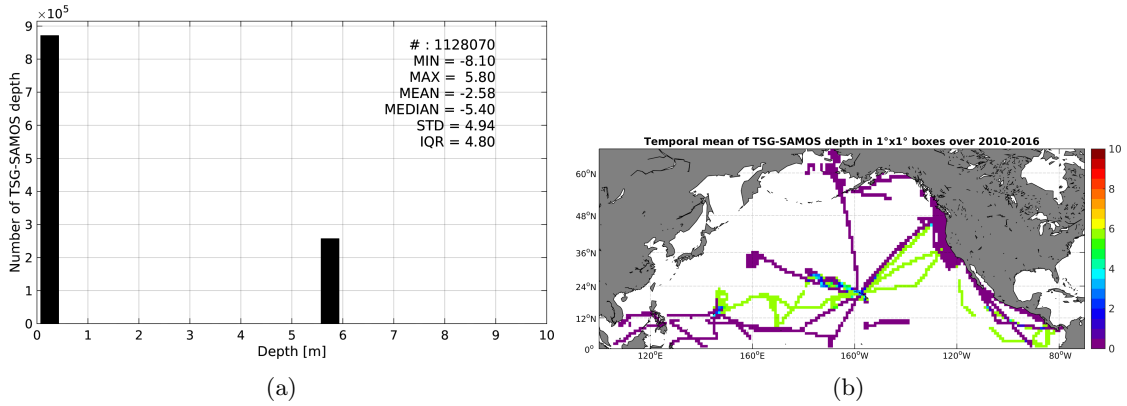 ×10⁵
9
8
7
6
5
4
3
2
1
0
Number of TSG-SAMOS depth
# : 1128070
MIN = -8.10
MAX = 5.80
MEAN = -2.58
MEDIAN = -5.40
STD = 4.94
IQR = 4.80
0 1 2 3 4 5 6 7 8 9 10
Depth [m]
(a)
Temporal mean of TSG-SAMOS depth in 1°x1° boxes over 2010-2016
60°N
48°N
36°N
24°N
12°N
0°
120°E 160°E 160°W 120°W 80°W
10
8
6
4
2
0
(b)